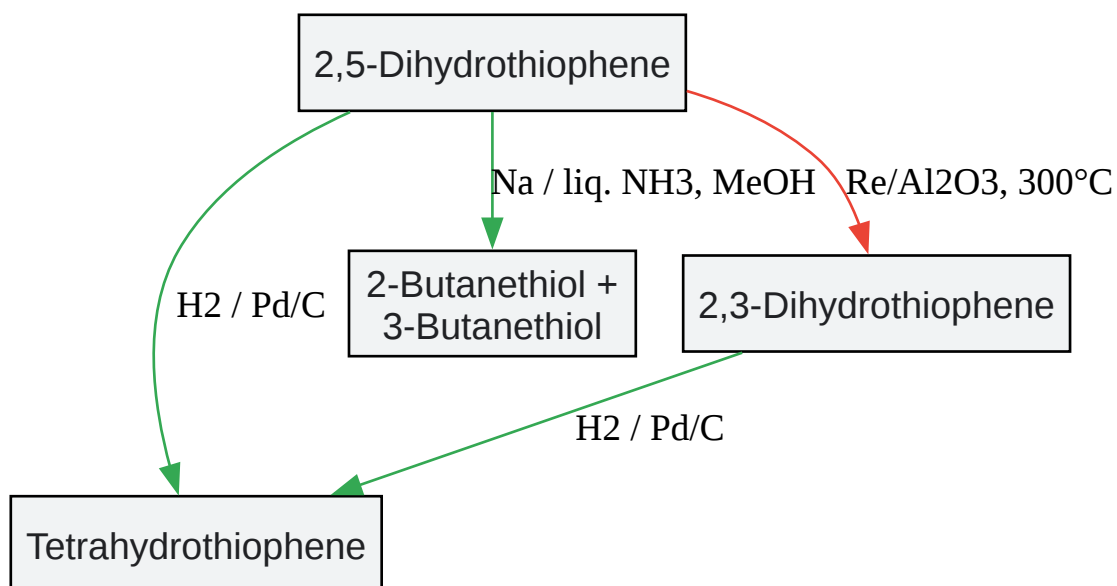 2,5-Dihydrothiophene
Na / liq. NH3, MeOH
Re/Al2O3, 300°C
H2 / Pd/C
2-Butanethiol +
3-Butanethiol
2,3-Dihydrothiophene
H2 / Pd/C
Tetrahydrothiophene